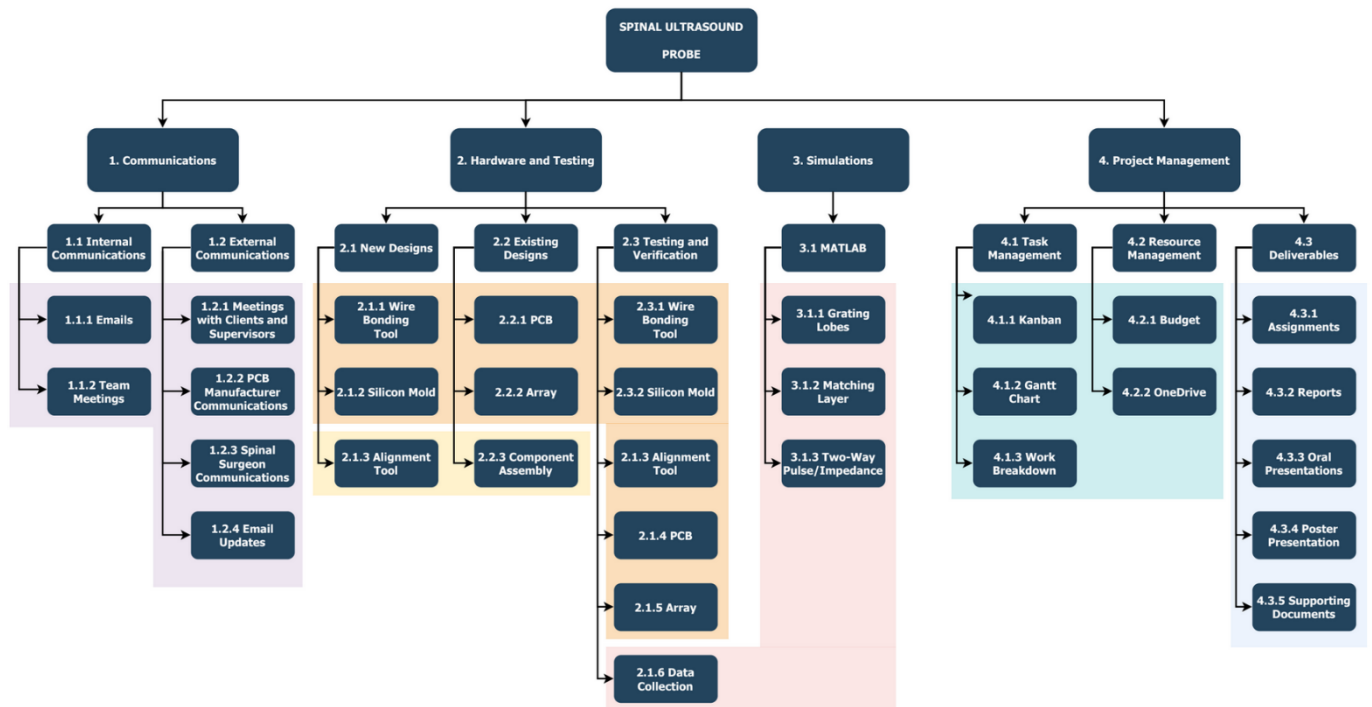 SPINAL ULTRASOUND
PROBE
1. Communications
2. Hardware and Testing
3. Simulations
4. Project Management
1.1 Internal
Communications
1.2 External
Communications
2.1 New Designs
2.2 Existing
Designs
2.3 Testing and
Verification
3.1 MATLAB
4.1 Task
Management
4.2 Resource
Management
4.3
Deliverables
1.1.1 Emails
1.2.1 Meetings
with Clients and
Supervisors
2.1.1 Wire
Bonding
Tool
2.2.1 PCB
2.3.1 Wire
Bonding
Tool
3.1.1 Grating
Lobes
4.1.1 Kanban
4.2.1 Budget
4.3.1
Assignments
1.1.2 Team
Meetings
1.2.2 PCB
Manufacturer
Communications
2.1.2 Silicon Mold
2.2.2 Array
2.3.2 Silicon Mold
3.1.2 Matching
Layer
4.1.2 Gantt
Chart
4.2.2 OneDrive
4.3.2 Reports
1.2.3 Spinal
Surgeon
Communications
2.1.3 Alignment
Tool
2.2.3 Component
Assembly
2.1.3 Alignment
Tool
3.1.3 Two-Way
Pulse/Impedance
4.1.3 Work
Breakdown
4.3.3 Oral
Presentations
1.2.4 Email
Updates
2.1.4 PCB
4.3.4 Poster
Presentation
2.1.5 Array
4.3.5 Supporting
Documents
2.1.6 Data
Collection